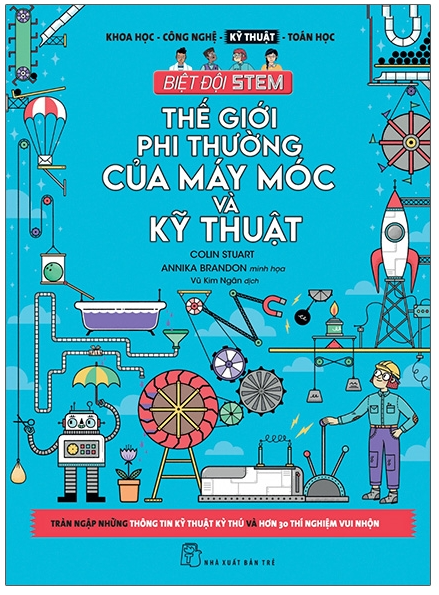 KHOA HỌC - CÔNG NGHỆ - KỸ THUẬT - TOÁN HỌC
BIỆT ĐỘI STEM
THẾ GIỚI
PHI THƯỜNG
CỦA MÁY MÓC
VÀ
KỸ THUẬT
COLIN STUART
ANNIKA BRANDON minh họa
Vũ Kim Ngân dịch
TRÀN NGẬP NHỮNG THÔNG TIN KỸ THUẬT KỲ THÚ VÀ HƠN 30 THÍ NGHIỆM VUI NHỘN
NHÀ XUẤT BẢN TRẺ